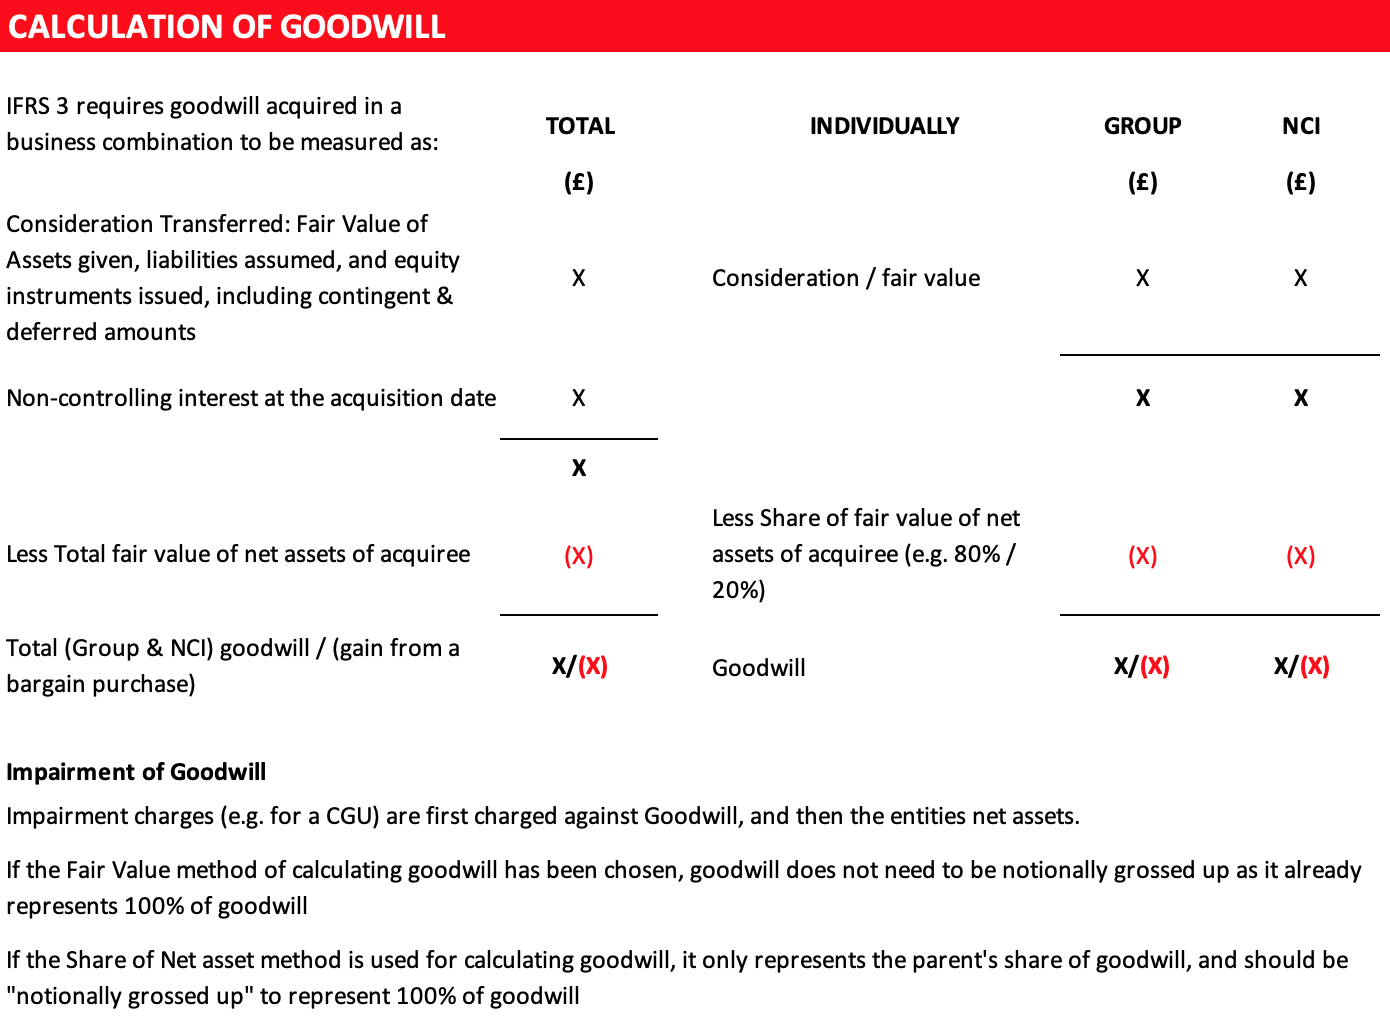 CALCULATION OF GOODWILL
IFRS 3 requires goodwill acquired in a
business combination to be measured as:
TOTAL INDIVIDUALLY GROUP NCI
(£) (£) (£)
Consideration Transferred: Fair Value of
Assets given, liabilities assumed, and equity
instruments issued, including contingent &
deferred amounts
X Consideration / fair value X X
Non-controlling interest at the acquisition date X X X
X
Less Total fair value of net assets of acquiree (X)
Less Share of fair value of net
assets of acquiree (e.g. 80% /
20%)
(X) (X)
Total (Group & NCI) goodwill / (gain from a
bargain purchase)
X/(X) Goodwill X/(X) X/(X)
Impairment of Goodwill
Impairment charges (e.g. for a CGU) are first charged against Goodwill, and then the entities net assets.
If the Fair Value method of calculating goodwill has been chosen, goodwill does not need to be notionally grossed up as it already
represents 100% of goodwill
If the Share of Net asset method is used for calculating goodwill, it only represents the parent's share of goodwill, and should be
"notionally grossed up" to represent 100% of goodwill